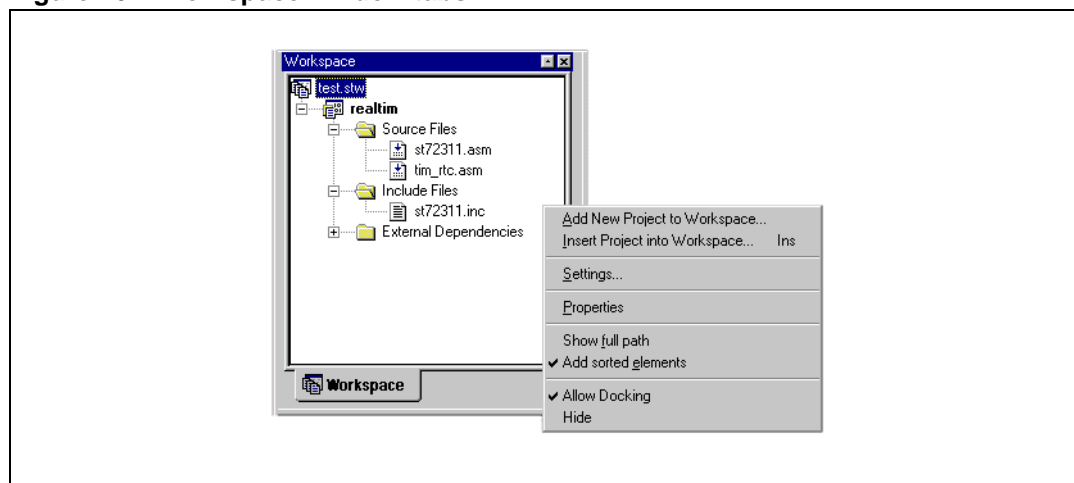 Workspace
test.stw
realtim
Source Files
st72311.asm
tim_rtc.asm
Include Files
st72311.inc
External Dependencies
Workspace
Add New Project to Workspace...
Insert Project into Workspace... Ins
Settings...
Properties
Show full path
Add sorted elements
Allow Docking
Hide